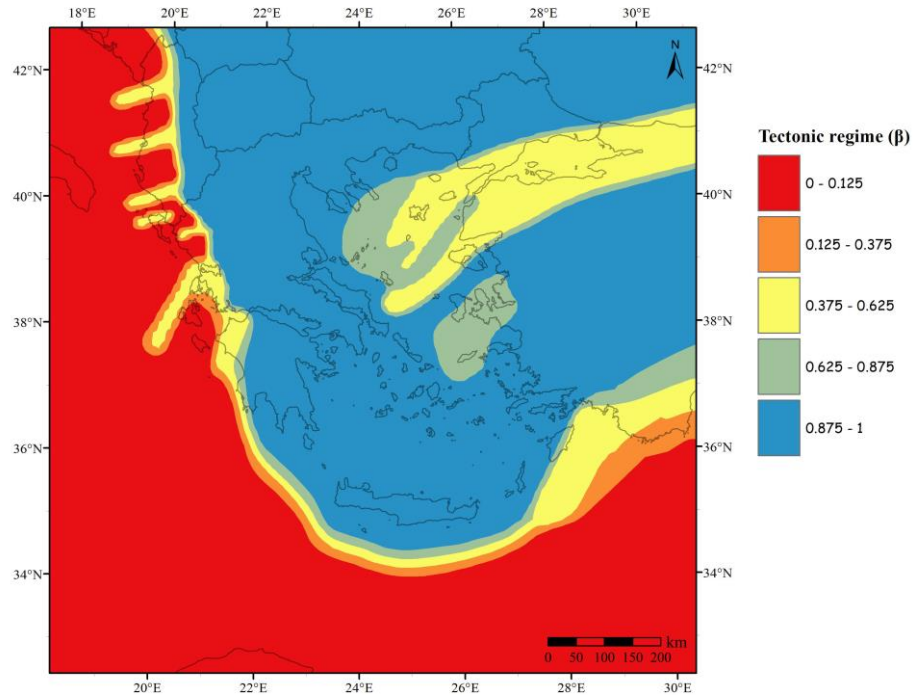 18°E 20°E 22°E 24°E 26°E 28°E 30°E
N
42°N 42°N
40°N 40°N
38°N 38°N
36°N 36°N
34°N 34°N
Tectonic regime (β)
0 - 0.125
0.125 - 0.375
0.375 - 0.625
0.625 - 0.875
0.875 - 1
km
0 50 100 150 200
20°E 22°E 24°E 26°E 28°E 30°E